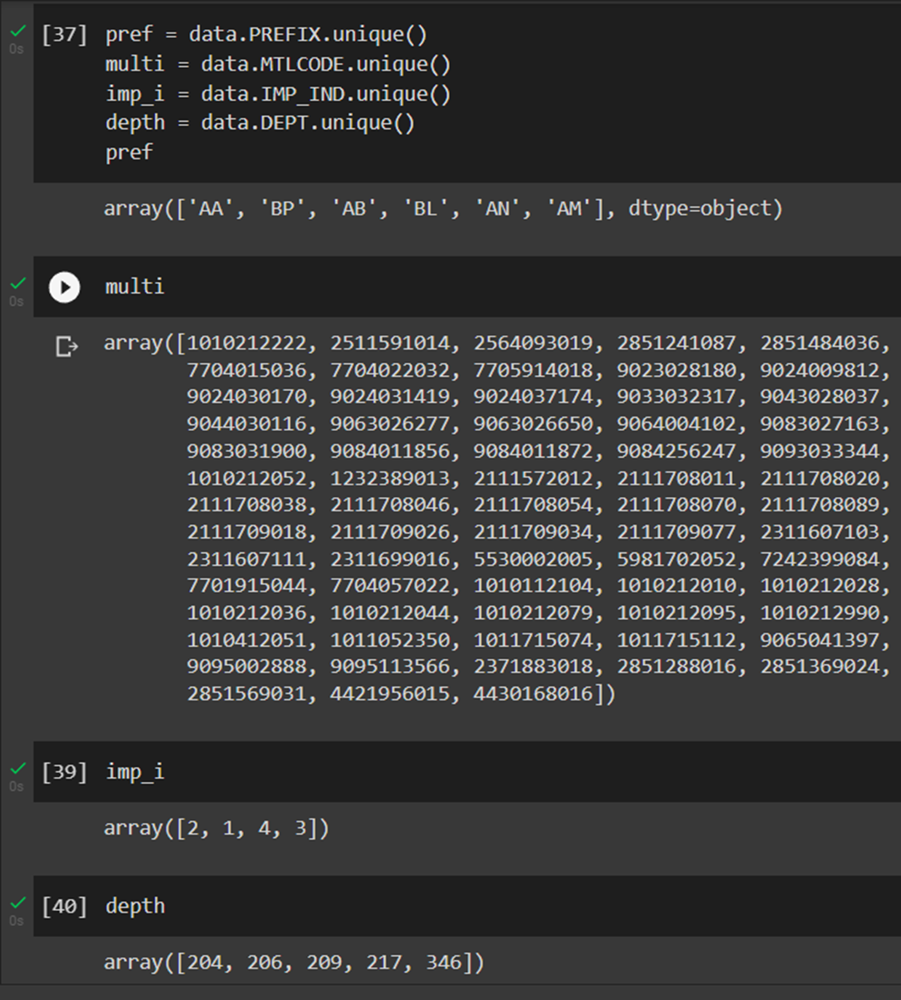 0s
[37] pref = data.PREFIX.unique()
multi = data.MTLCODE.unique()
imp_i = data.IMP_IND.unique()
depth = data.DEPT.unique()
pref
array(['AA', 'BP', 'AB', 'BL', 'AN', 'AM'], dtype=object)
0s
multi
array([1010212222, 2511591014, 2564093019, 2851241087, 2851484036,
7704015036, 7704022032, 7705914018, 9023028180, 9024009812,
9024030170, 9024031419, 9024037174, 9033032317, 9043028037,
9044030116, 9063026277, 9063026650, 9064004102, 9083027163,
9083031900, 9084011856, 9084011872, 9084256247, 9093033344,
1010212052, 1232389013, 2111572012, 2111708011, 2111708020,
2111708038, 2111708046, 2111708054, 2111708070, 2111708089,
2111709018, 2111709026, 2111709034, 2111709077, 2311607103,
2311607111, 2311699016, 5530002005, 5981702052, 7242399084,
7701915044, 7704057022, 1010112104, 1010212010, 1010212028,
1010212036, 1010212044, 1010212079, 1010212095, 1010212990,
1010412051, 1011052350, 1011715074, 1011715112, 9065041397,
9095002888, 9095113566, 2371883018, 2851288016, 2851369024,
2851569031, 4421956015, 4430168016])
0s
[39] imp_i
array([2, 1, 4, 3])
0s
[40] depth
array([204, 206, 209, 217, 346])